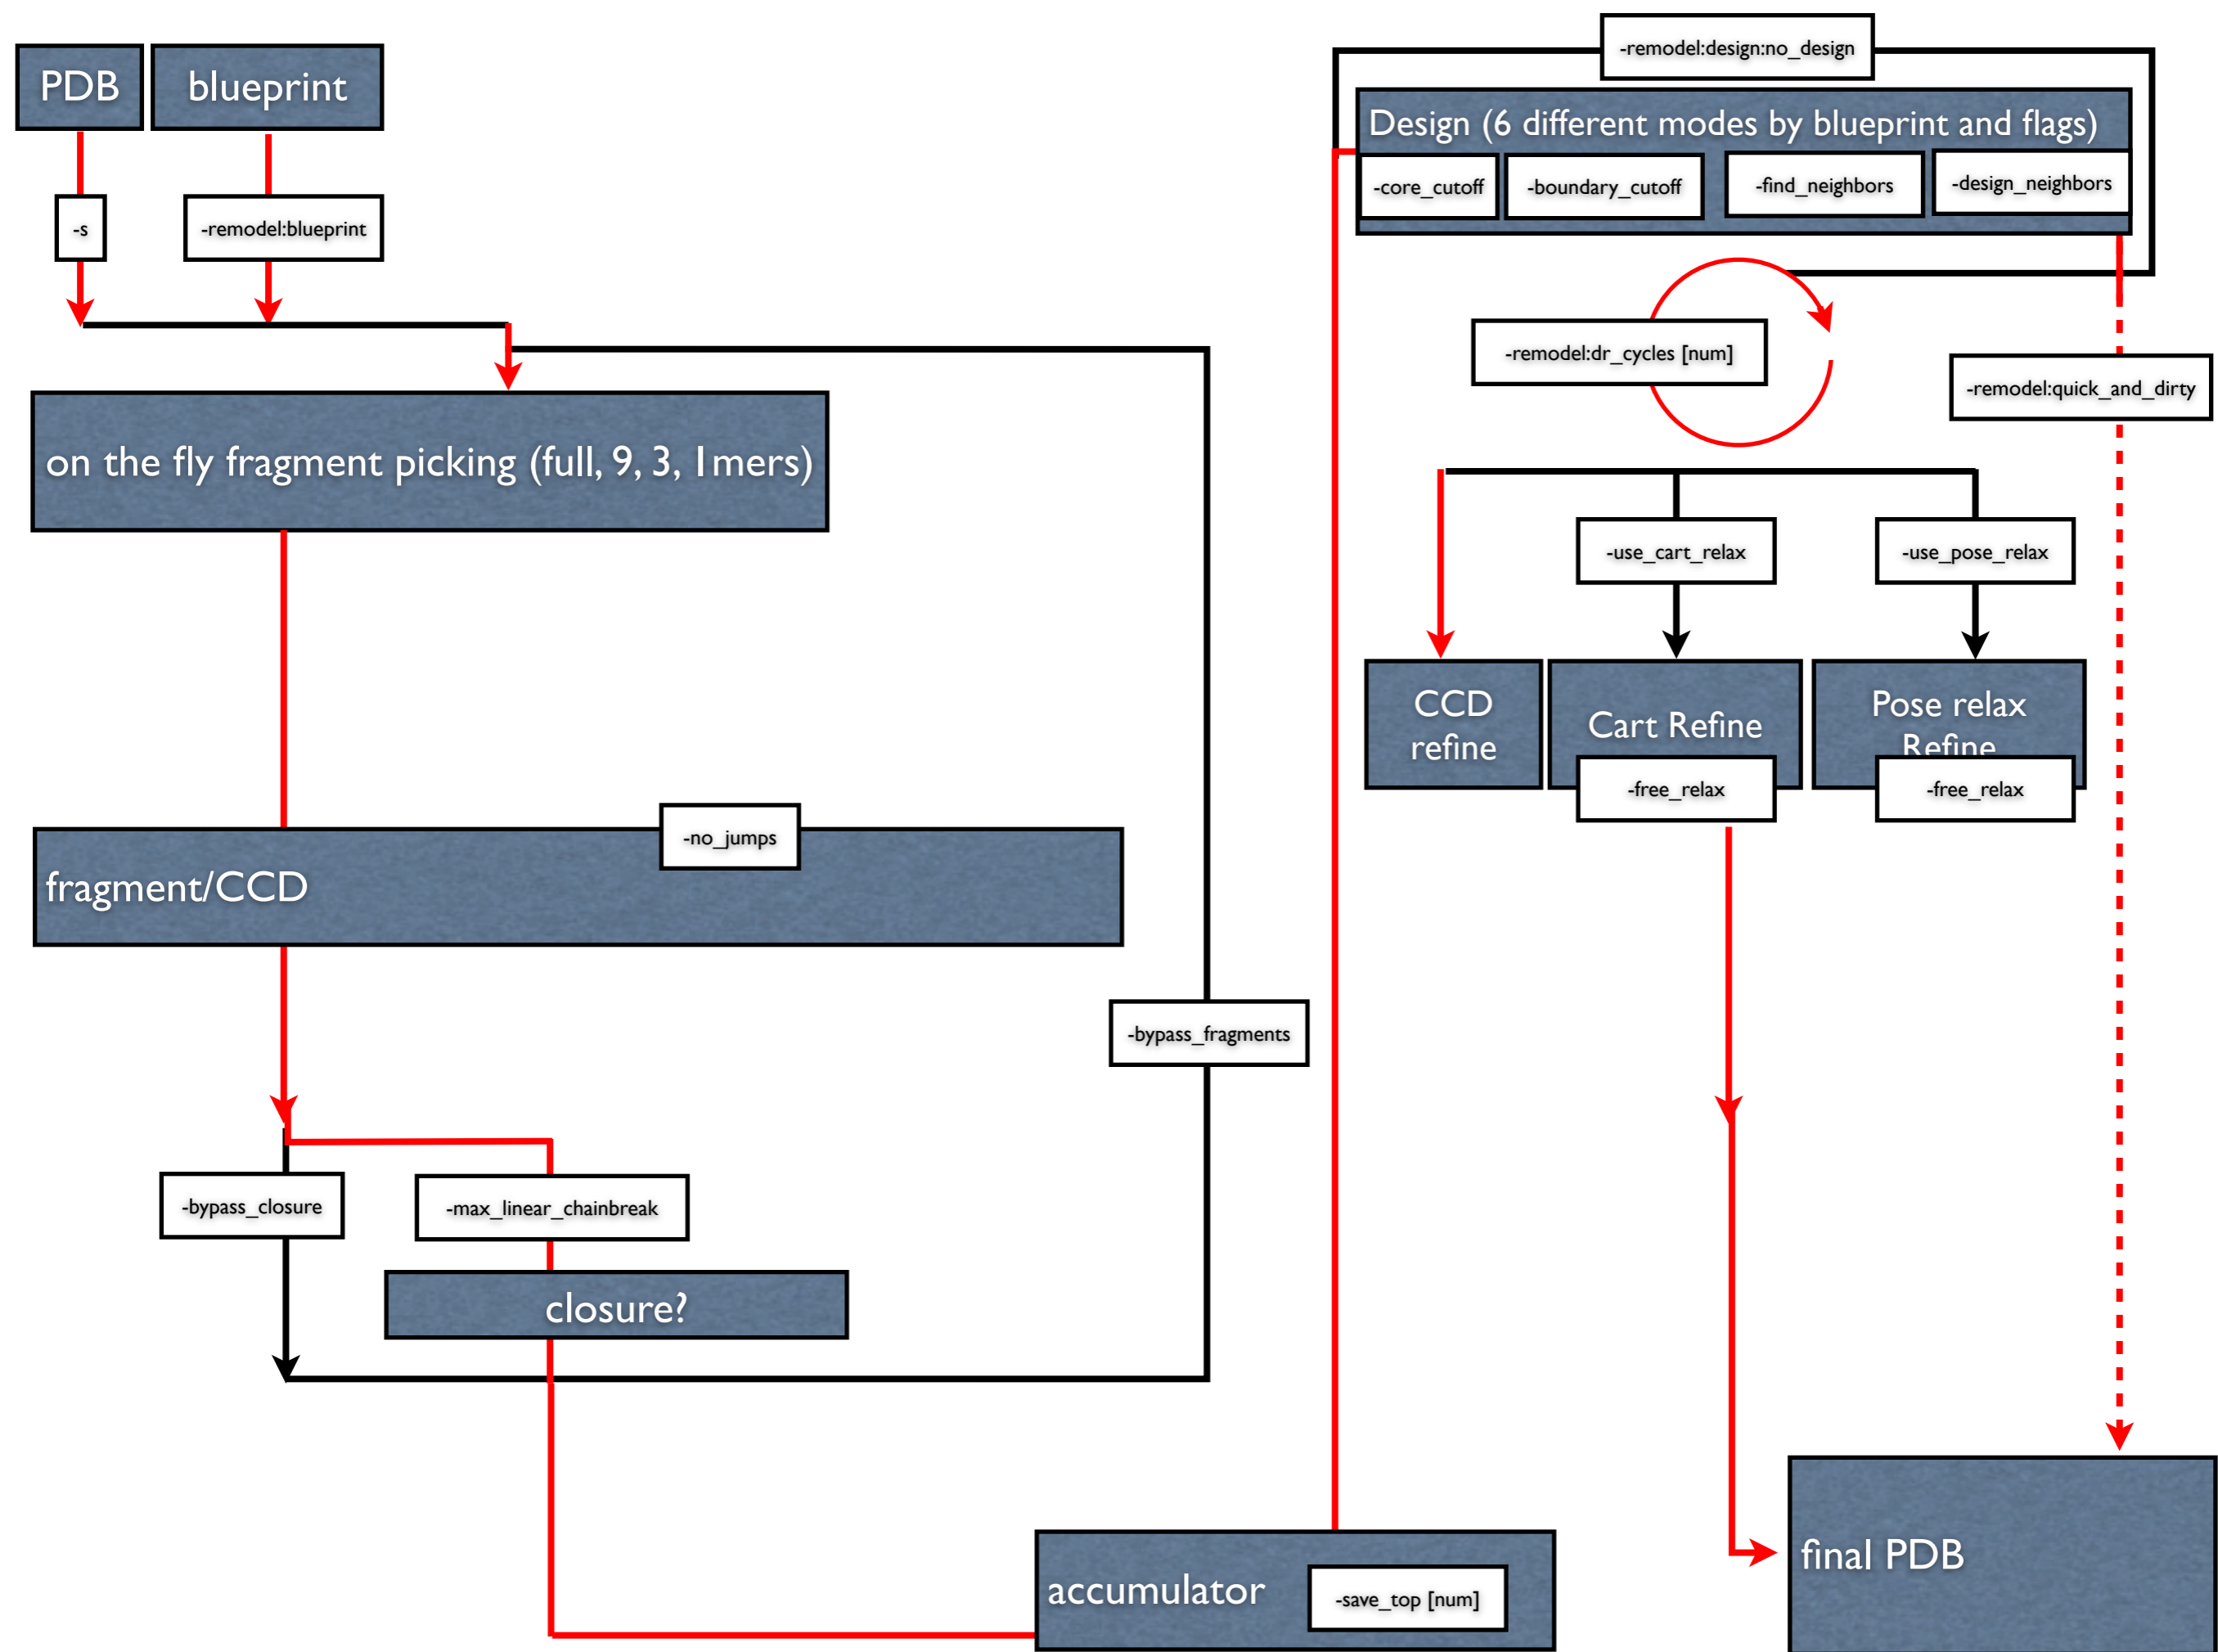 PDB
blueprint
-s
-remodel:blueprint
on the fly fragment picking (full, 9, 3, 1mers)
-no_jumps
fragment/CCD
-bypass_fragments
-bypass_closure
-max_linear_chainbreak
closure?
accumulator
-save_top [num]
-remodel:design:no_design
Design (6 different modes by blueprint and flags)
-core_cutoff
-boundary_cutoff
-find_neighbors
-design_neighbors
-remodel:dr_cycles [num]
-remodel:quick_and_dirty
-use_cart_relax
-use_pose_relax
CCD
refine
Cart Refine
Pose relax
Refine
-free_relax
-free_relax
final PDB